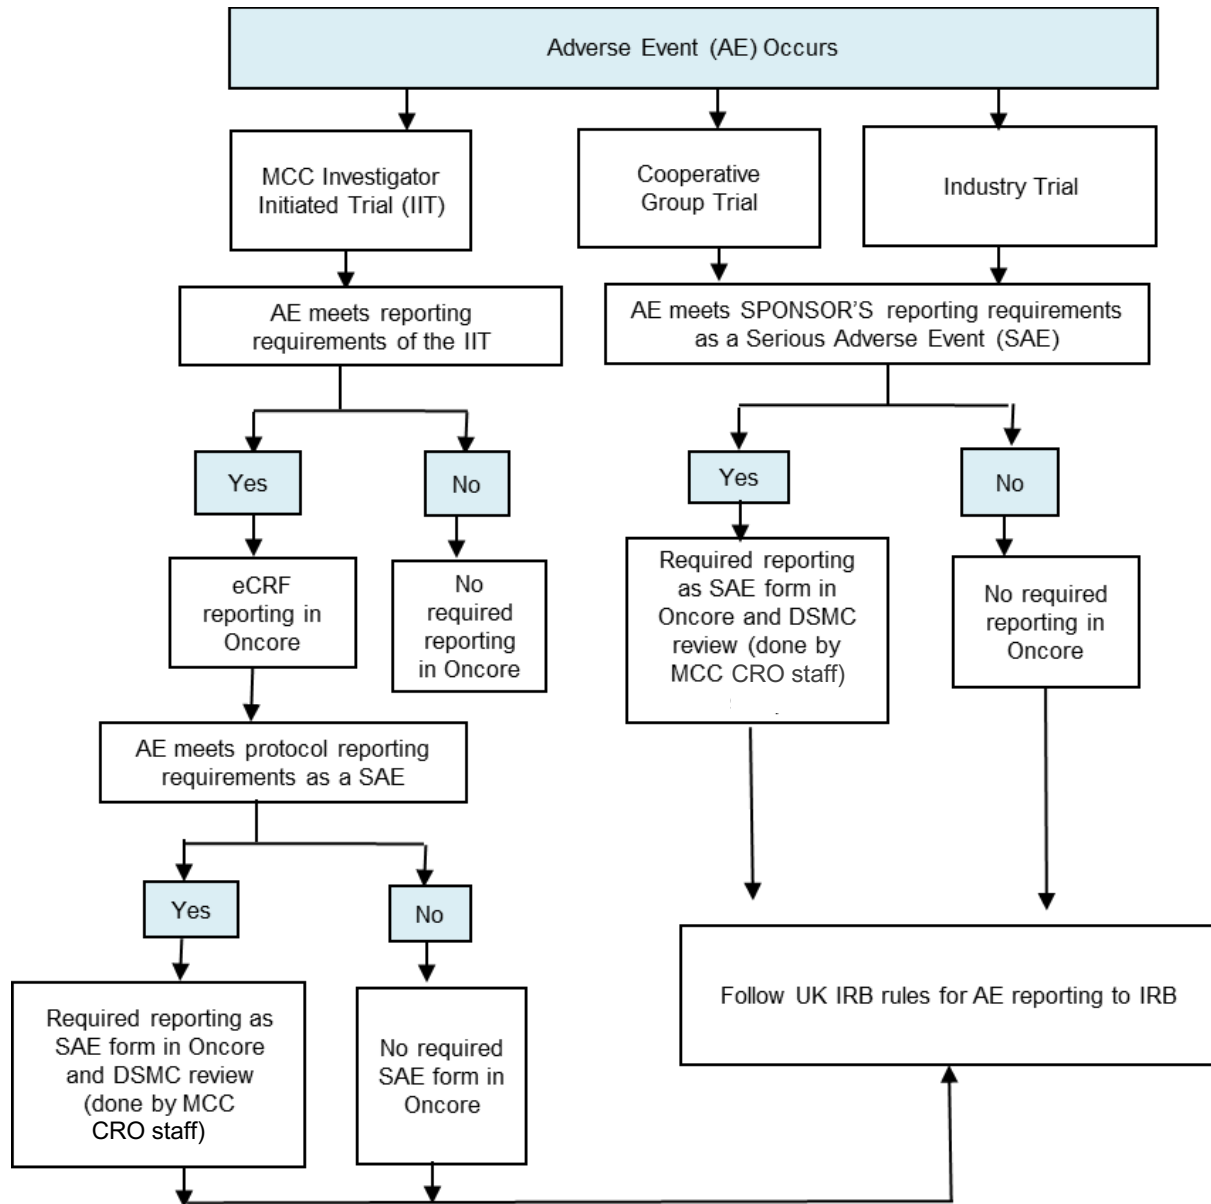 Adverse Event (AE) Occurs
MCC Investigator
Initiated Trial (IIT)
Cooperative
Group Trial
Industry Trial
AE meets reporting
requirements of the IIT
AE meets SPONSOR'S reporting requirements
as a Serious Adverse Event (SAE)
Yes
No
Yes
No
eCRF
reporting in
Oncore
No
required
reporting
in Oncore
Required reporting
as SAE form in
Oncore and DSMC
review (done by
MCC CRO staff)
No required
reporting in
Oncore
AE meets protocol reporting
requirements as a SAE
Yes
No
Required reporting as
SAE form in Oncore
and DSMC review
(done by MCC
CRO staff)
No required
SAE form in
Oncore
Follow UK IRB rules for AE reporting to IRB